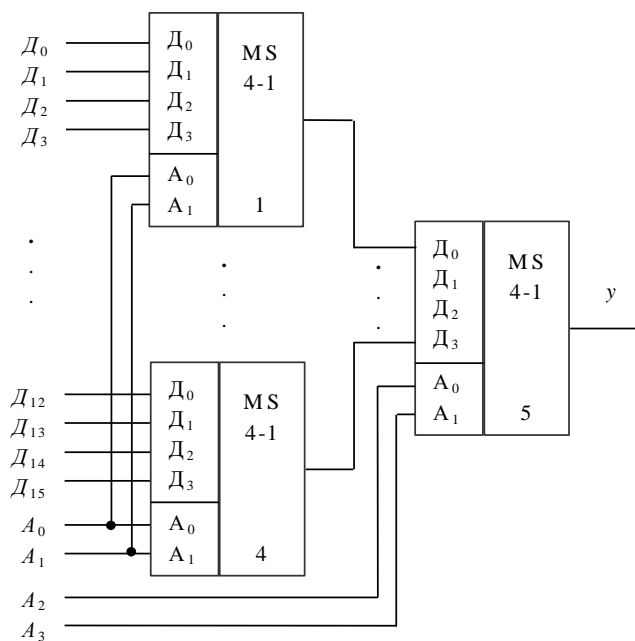 Д0 Д0 MS
Д1 Д1 4-1
Д2 Д2
Д3 Д3
A0
A1 1
Д0 MS
Д1 4-1
Д2
Д3
A0
A1 5
y
Д12 Д0 MS
Д13 Д1 4-1
Д14 Д2
Д15 Д3
A0 A0
A1 A1 4
A2
A3